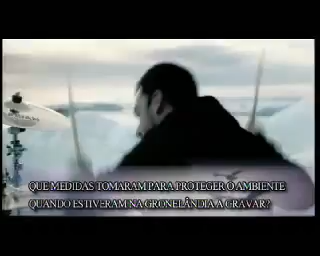 QUE MEDIDAS TOMARAM PARA PROTEGER O AMBIENTE
QUANDO ESTIVERAM NA GRONELÂNDIA A GRAVAR?